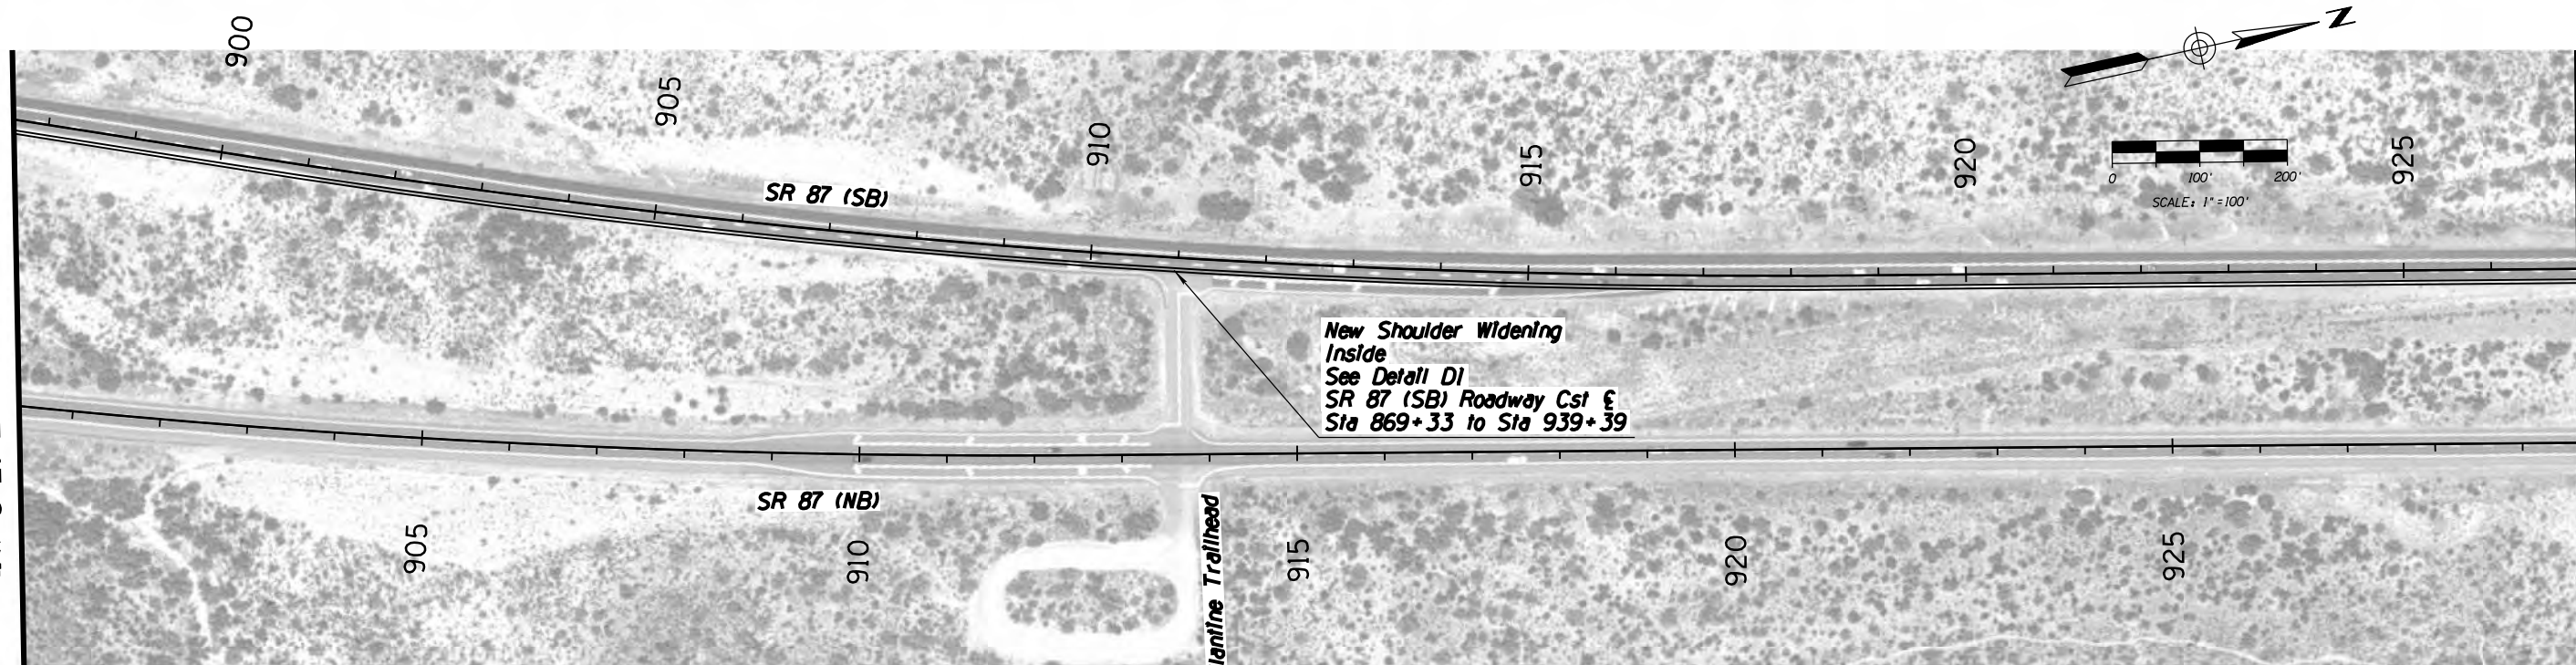 900
905
910
915
920
925
Z
0 100' 200'
SCALE: 1"=100'
SR 87 (SB)
New Shoulder Widening
Inside
See Detail D1
SR 87 (SB) Roadway Cst ℄
Sta 869+33 to Sta 939+39
SR 87 (NB)
905
910
915
920
925
Trailhead